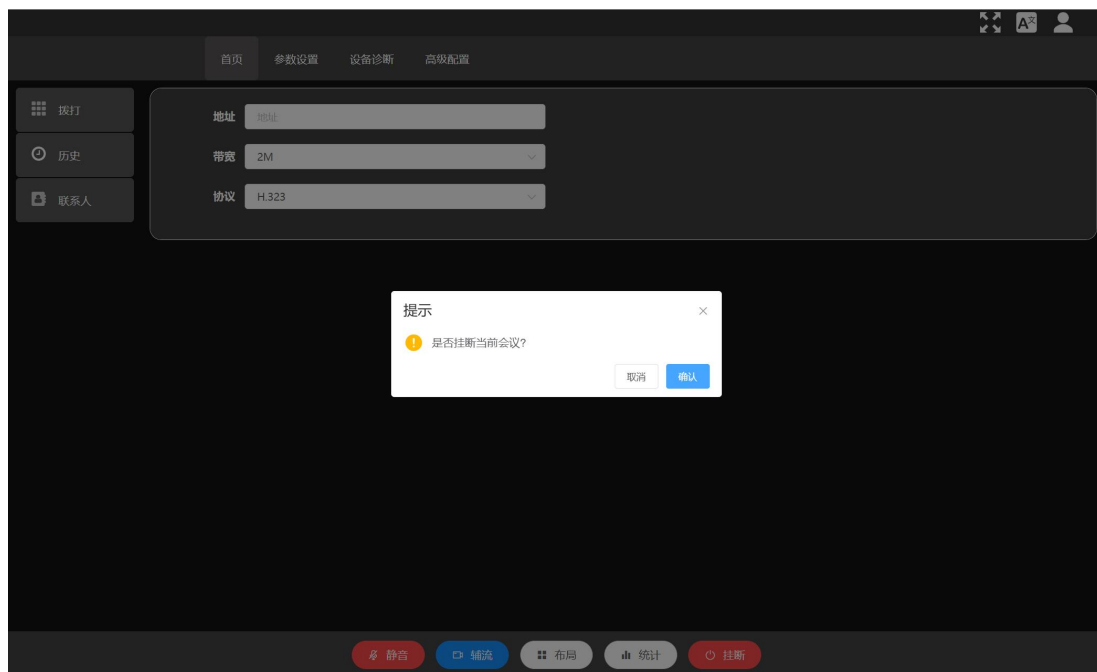 首页 参数设置 设备诊断 高级配置
拨打
历史
联系人
地址 地址
带宽 2M
协议 H.323
提示
是否挂断当前会议?
取消 确认
静音 辅流 布局 统计 挂断